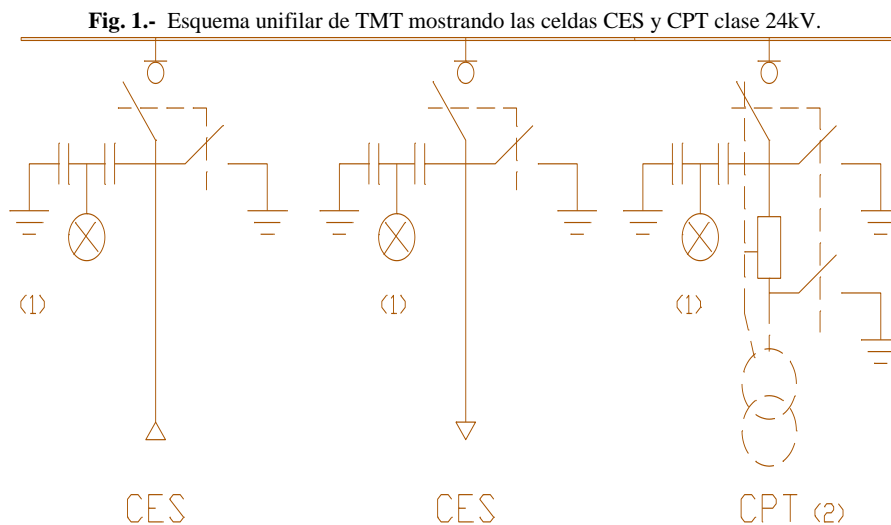 Fig. 1.- Esquema unifilar de TMT mostrando las celdas CES y CPT clase 24kV.
(1) (1) (1)
CES CES CPT (2)